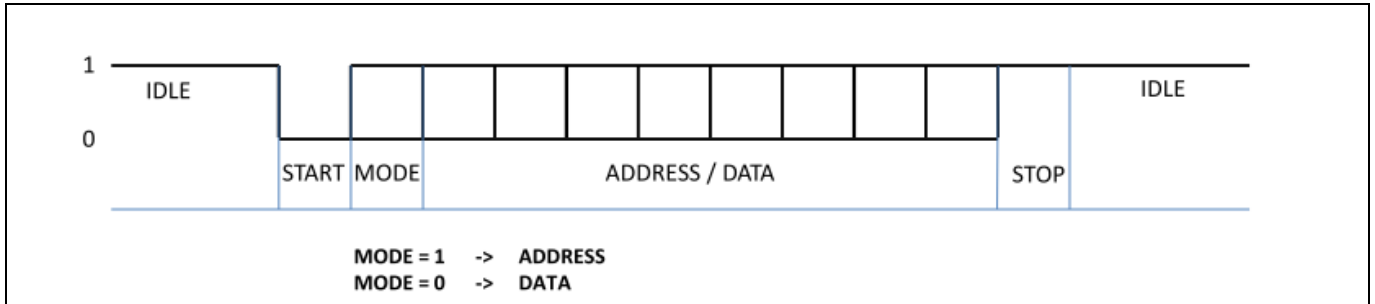 1
IDLE
IDLE
0
START MODE ADDRESS / DATA STOP
MODE = 1 -> ADDRESS
MODE = 0 -> DATA